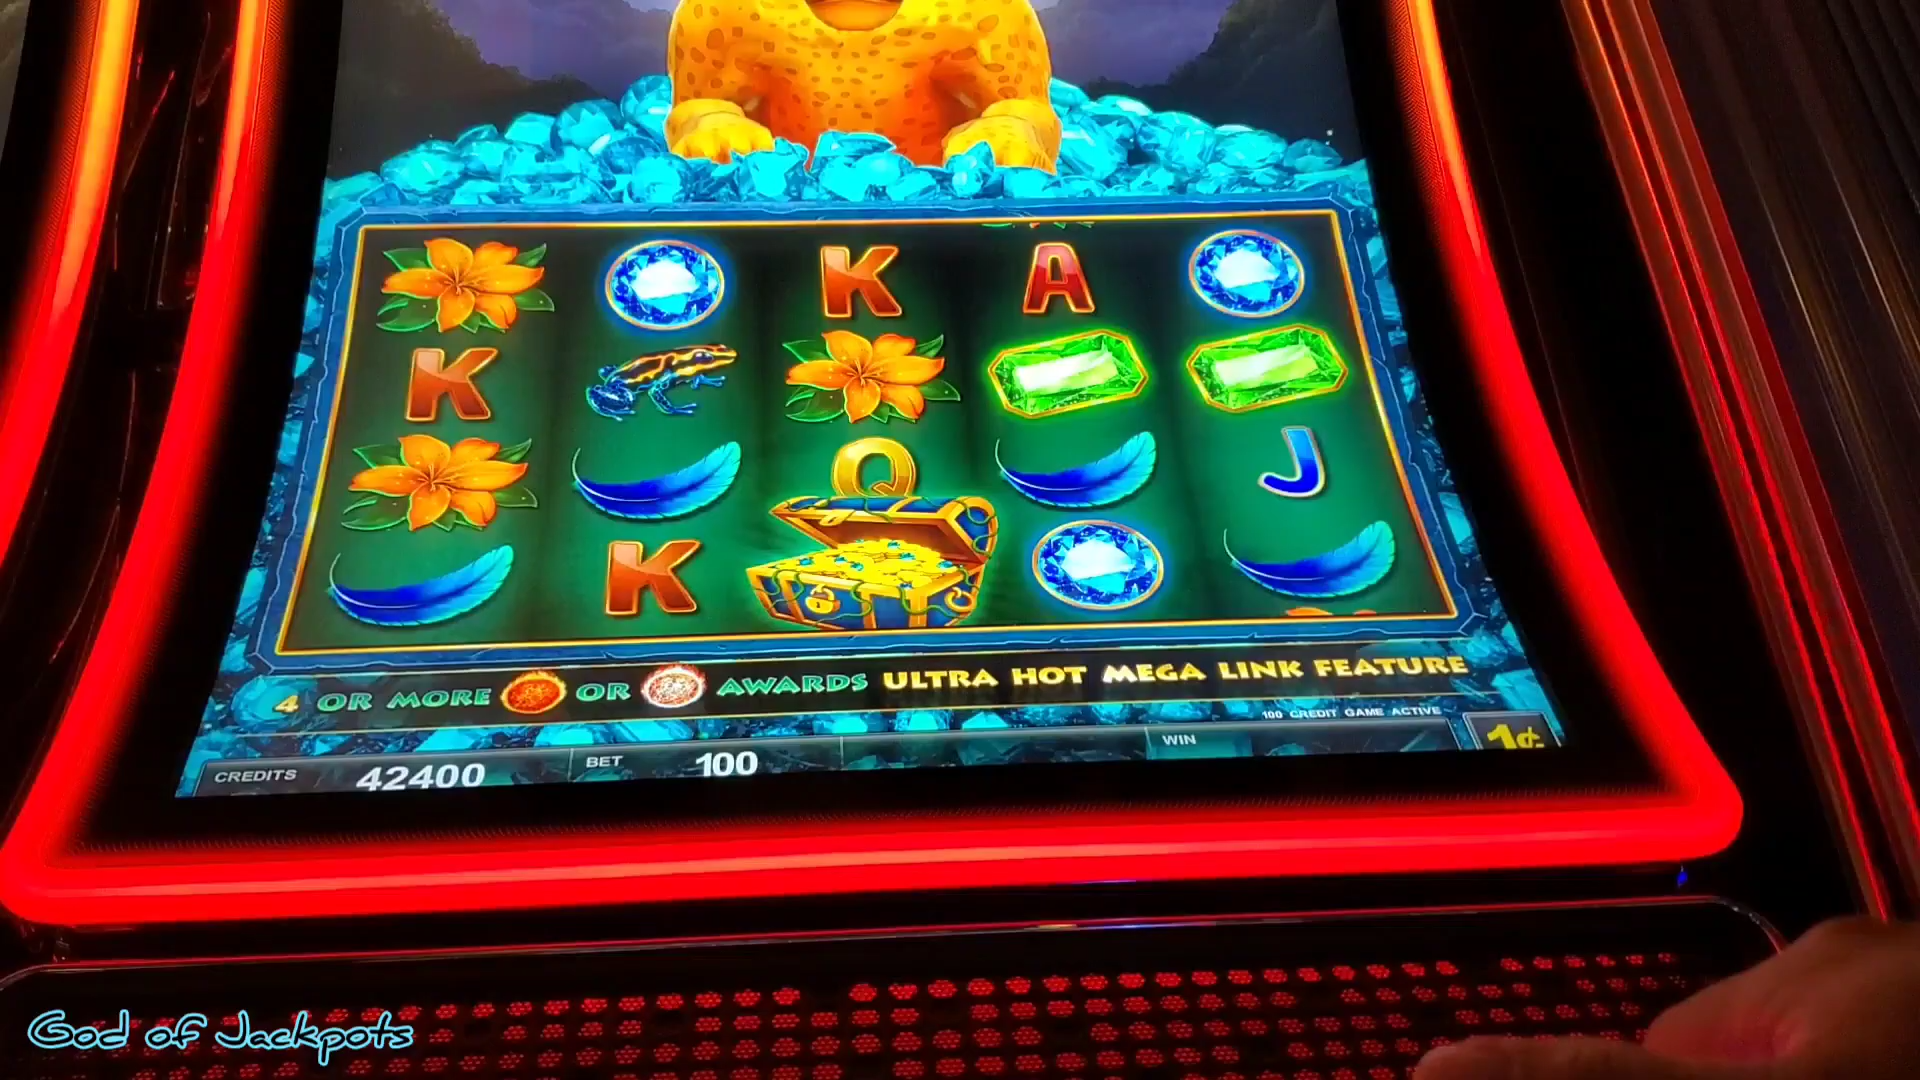 K A
K
Q J
K
4 OR MORE OR AWARDS ULTRA HOT MEGA LINK FEATURE
100 CREDIT GAME ACTIVE
CREDITS 42400 BET 100 WIN 1¢
God of Jackpots